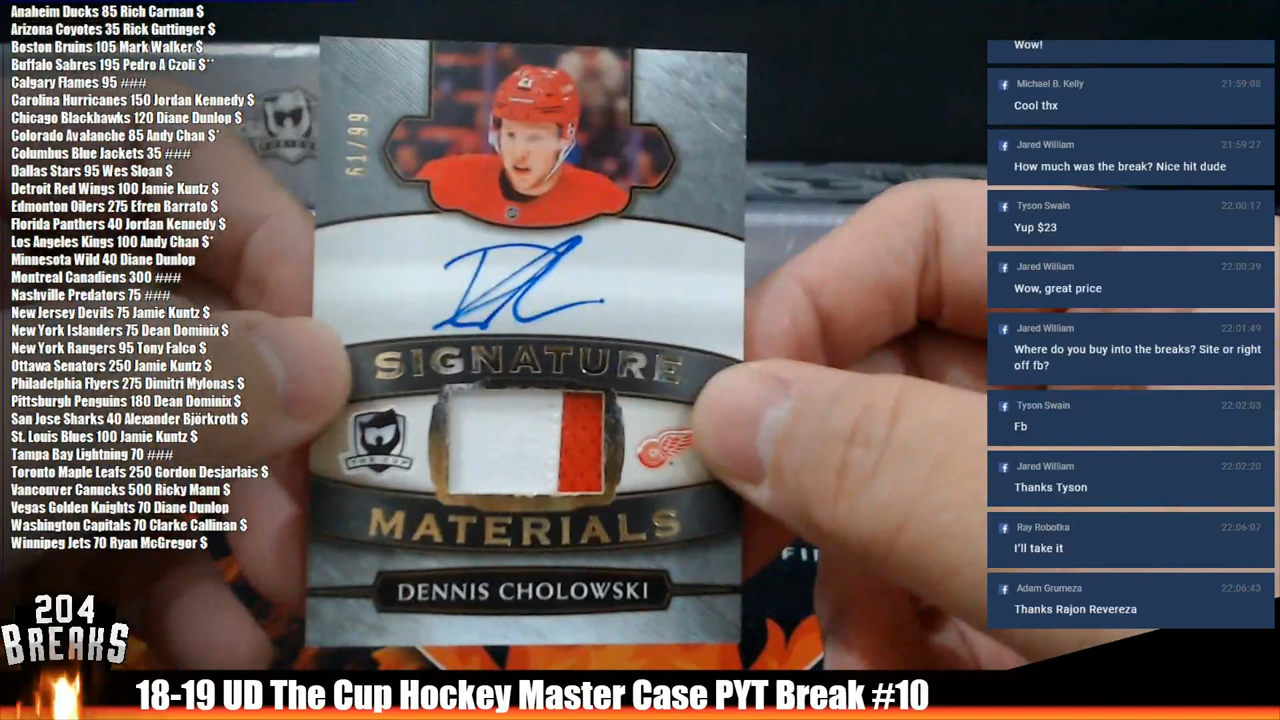 Anaheim Ducks 85 Rich Carman $
Arizona Coyotes 35 Rick Guttinger $
Boston Bruins 105 Mark Walker $
Buffalo Sabres 195 Pedro A Czoli $**
Calgary Flames 95 ###
Carolina Hurricanes 150 Jordan Kennedy $
Chicago Blackhawks 120 Diane Dunlop $
Colorado Avalanche 85 Andy Chan $*
Columbus Blue Jackets 35 ###
Dallas Stars 95 Wes Sloan $
Detroit Red Wings 100 Jamie Kuntz $
Edmonton Oilers 275 Efren Barrato $
Florida Panthers 40 Jordan Kennedy $
Los Angeles Kings 100 Andy Chan $*
Minnesota Wild 40 Diane Dunlop
Montreal Canadiens 300 ###
Nashville Predators 75 ###
New Jersey Devils 75 Jamie Kuntz $
New York Islanders 75 Dean Dominix $
New York Rangers 95 Tony Falco $
Ottawa Senators 250 Jamie Kuntz $
Philadelphia Flyers 275 Dimitri Mylonas $
Pittsburgh Penguins 180 Dean Dominix $
San Jose Sharks 40 Alexander Björkroth $
St. Louis Blues 100 Jamie Kuntz $
Tampa Bay Lightning 70 ###
Toronto Maple Leafs 250 Gordon Desjarlais $
Vancouver Canucks 500 Ricky Mann $
Vegas Golden Knights 70 Diane Dunlop
Washington Capitals 70 Clarke Callinan $
Winnipeg Jets 70 Ryan McGregor $
61/99
SIGNATURE
THE CUP
MATERIALS
DENNIS CHOLOWSKI
Wow!
Michael B. Kelly 21:59:08
Cool thx
Jared William 21:59:27
How much was the break? Nice hit dude
Tyson Swain 22:00:17
Yup $23
Jared William 22:00:39
Wow, great price
Jared William 22:01:49
Where do you buy into the breaks? Site or right
off fb?
Tyson Swain 22:02:03
Fb
Jared William 22:02:20
Thanks Tyson
Ray Robotka 22:06:07
I'll take it
Adam Grumeza 22:06:43
Thanks Rajon Revereza
204
BREAKS
18-19 UD The Cup Hockey Master Case PYT Break #10